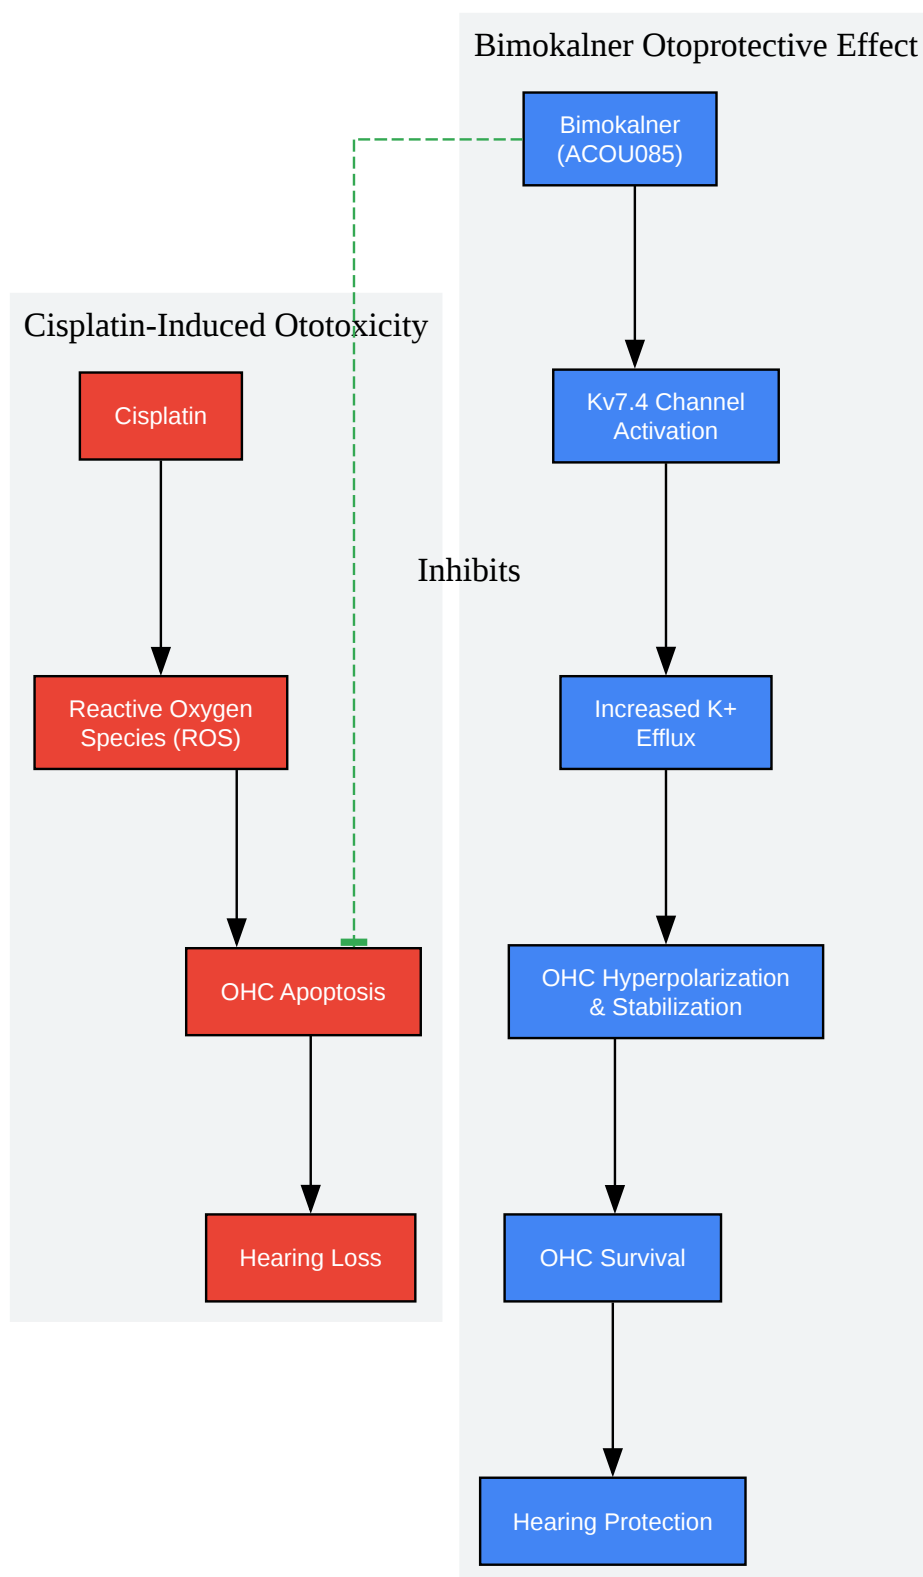 Bimokalner Otoprotective Effect
Bimokalner
(ACOU085)
Cisplatin-Induced Ototoxicity
Cisplatin
Kv7.4 Channel
Activation
Inhibits
Reactive Oxygen
Species (ROS)
Increased K+
Efflux
OHC Apoptosis
OHC Hyperpolarization
& Stabilization
Hearing Loss
OHC Survival
Hearing Protection